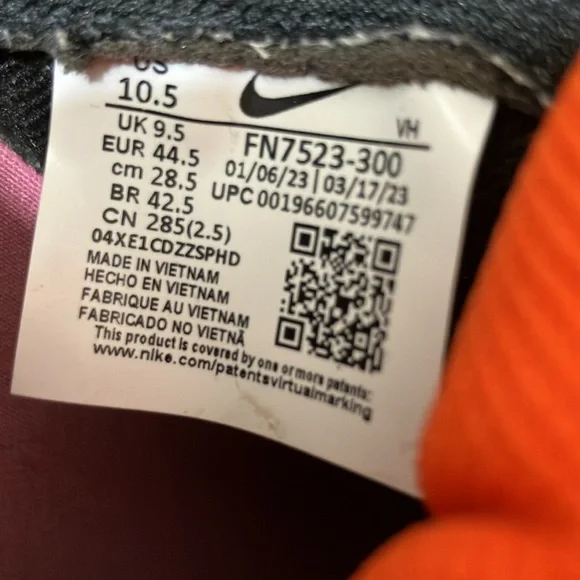 US
10.5
VH
UK 9.5
EUR 44.5
cm 28.5
BR 42.5
CN 285(2.5)
04XE1CDZZSPHD
FN7523-300
01/06/23 | 03/17/23
UPC 00196607599747
MADE IN VIETNAM
HECHO EN VIETNAM
FABRIQUE AU VIETNAM
FABRICADO NO VIETNÃ
This product is covered by one or more patents:
www.nike.com/patentsvirtualmarking